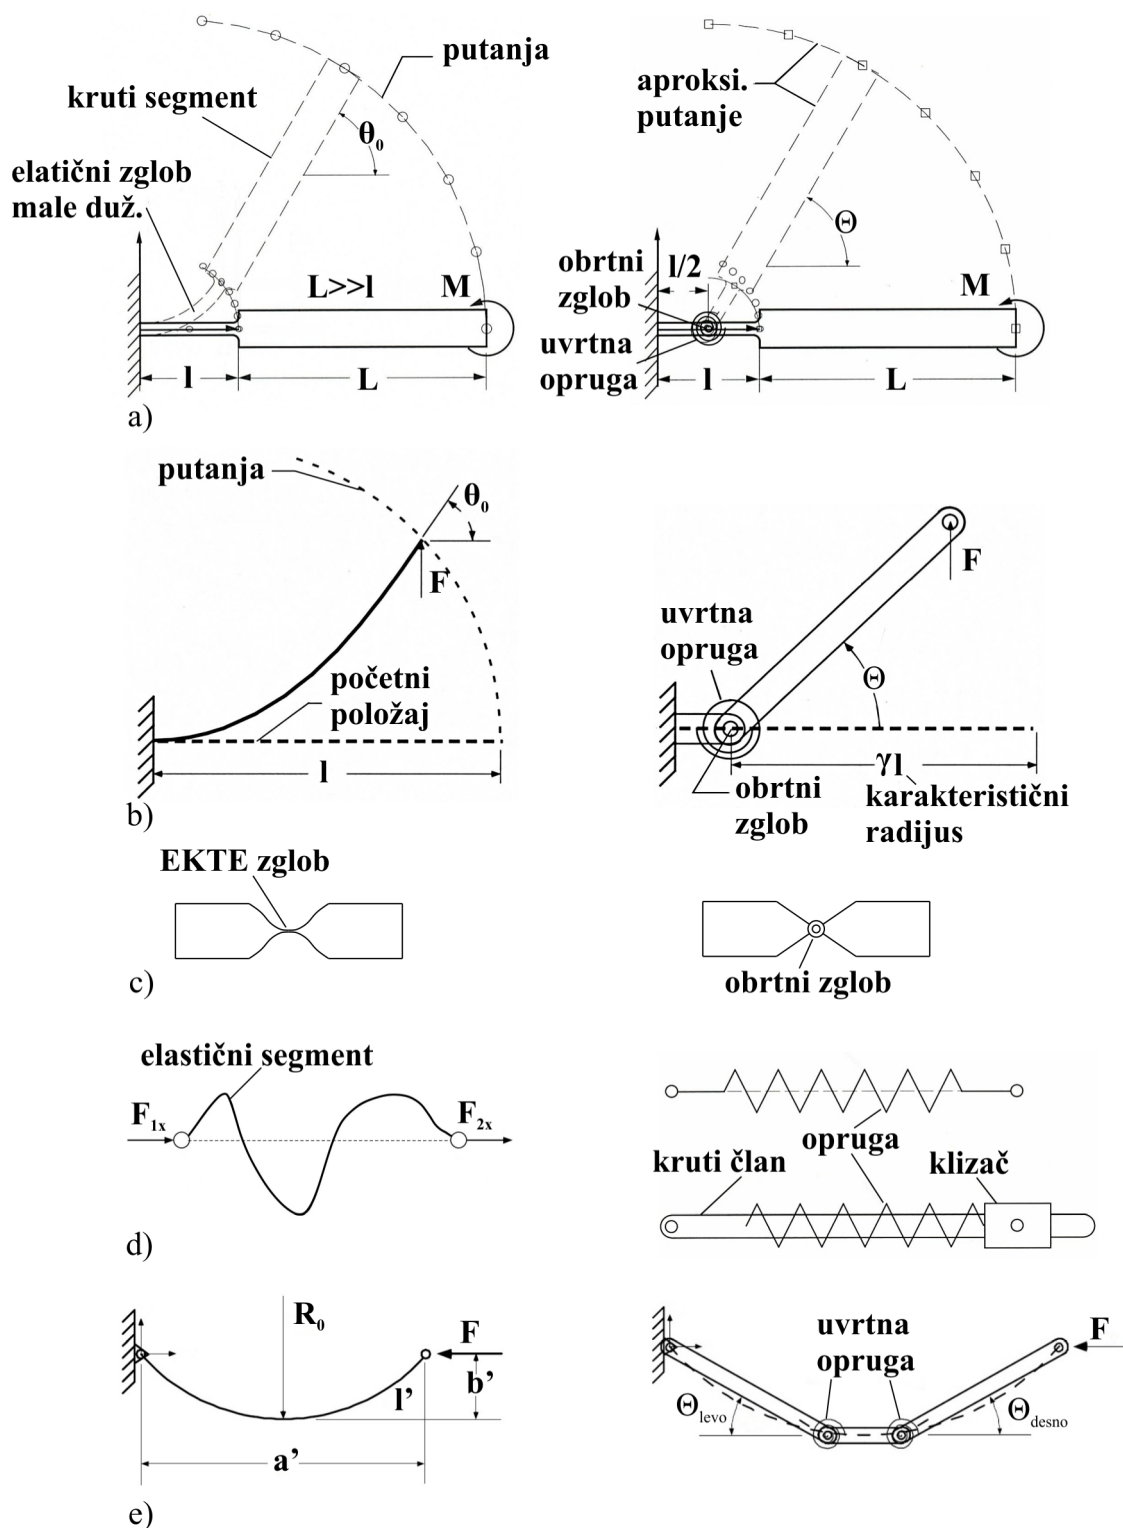 putanja
kruti segment
θ₀
elatični zglob
male duž.
L>>l
M
l
L
aproksi.
putanje
Θ
obrtni
zglob
l/2
uvrtna
opruga
M
l
L
a)
putanja
θ₀
F
početni
položaj
l
uvrtna
opruga
F
Θ
γl
obrtni
zglob
karakteristični
radijus
b)
EKTE zglob
obrtni zglob
c)
elastični segment
F₁ₓ
F₂ₓ
opruga
kruti član
klizač
d)
R₀
F
b’
l’
a’
uvrtna
opruga
F
Θlevo
Θdesno
e)